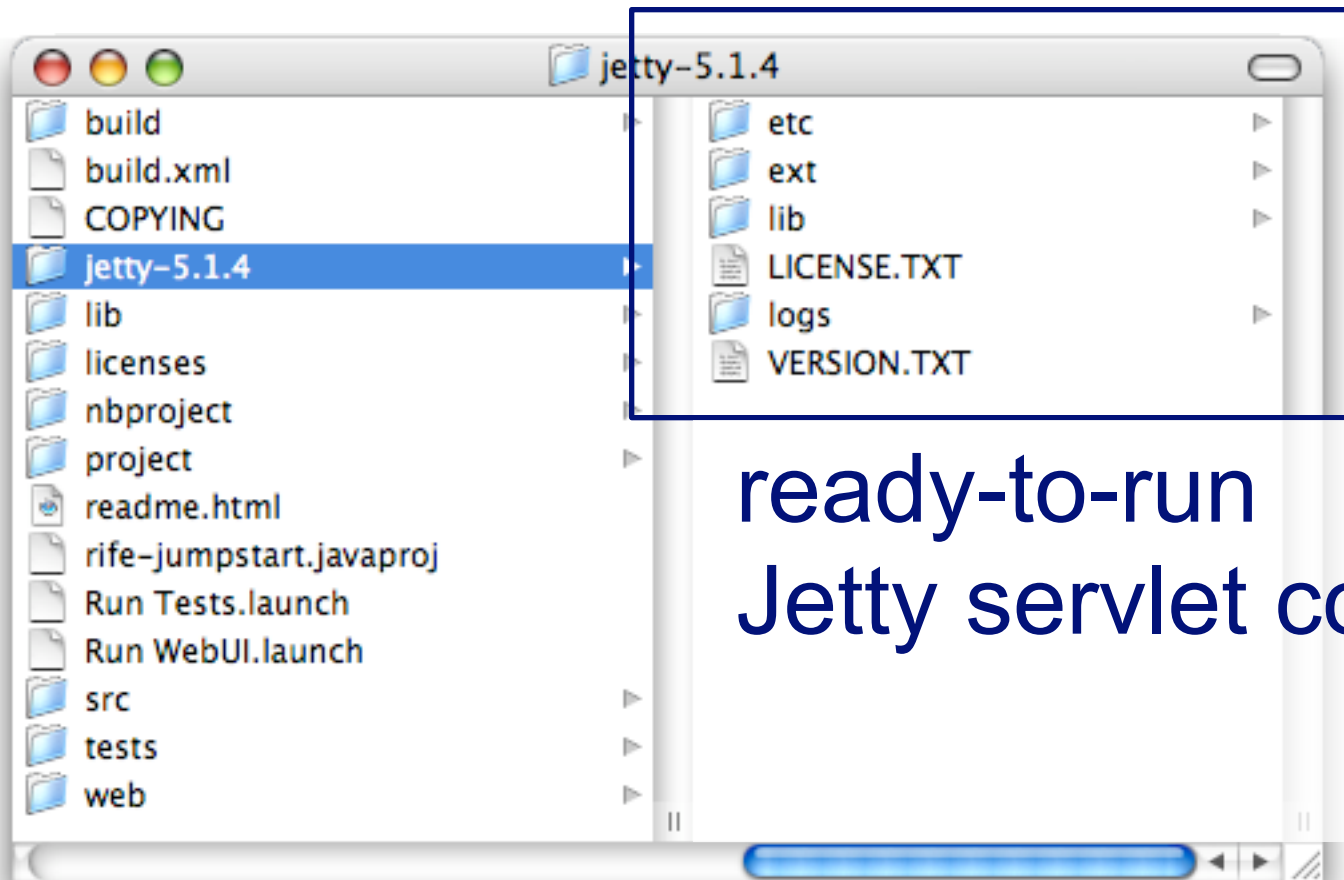 jetty-5.1.4
build
build.xml
COPYING
jetty-5.1.4
lib
licenses
nbproject
project
readme.html
rife-jumpstart.javaproj
Run Tests.launch
Run WebUI.launch
src
tests
web
etc
ext
lib
LICENSE.TXT
logs
VERSION.TXT
ready-to-run
Jetty servlet